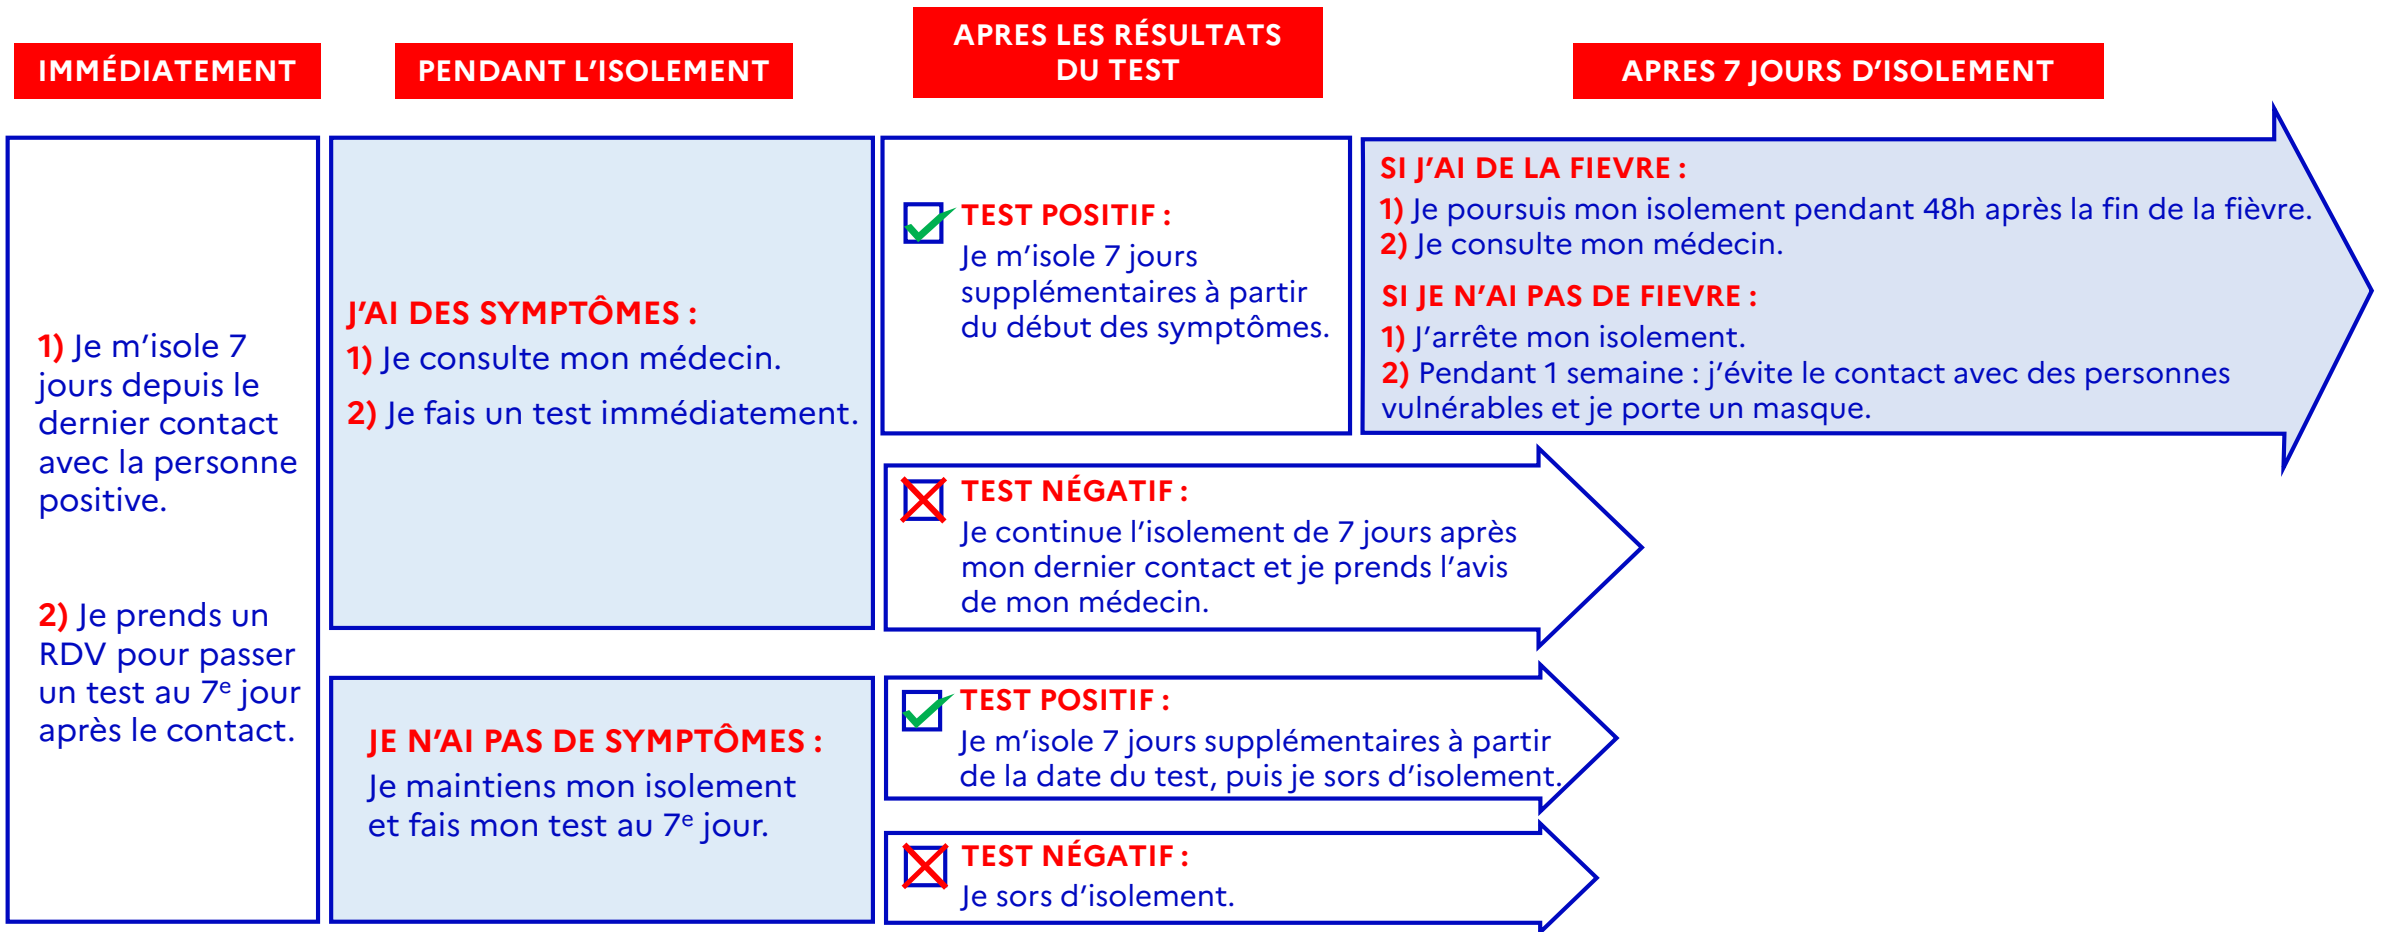 IMMÉDIATEMENT
PENDANT L'ISOLEMENT
APRES LES RÉSULTATS
DU TEST
APRES 7 JOURS D'ISOLEMENT
1) Je m'isole 7
jours depuis le
dernier contact
avec la personne
positive.
2) Je prends un
RDV pour passer
un test au 7e jour
après le contact.
J'AI DES SYMPTÔMES :
1) Je consulte mon médecin.
2) Je fais un test immédiatement.
TEST POSITIF :
Je m'isole 7 jours
supplémentaires à partir
du début des symptômes.
SI J'AI DE LA FIEVRE :
1) Je poursuis mon isolement pendant 48h après la fin de la fièvre.
2) Je consulte mon médecin.
SI JE N'AI PAS DE FIEVRE :
1) J'arrête mon isolement.
2) Pendant 1 semaine : j'évite le contact avec des personnes
vulnérables et je porte un masque.
TEST NÉGATIF :
Je continue l'isolement de 7 jours après
mon dernier contact et je prends l'avis
de mon médecin.
JE N'AI PAS DE SYMPTÔMES :
Je maintiens mon isolement
et fais mon test au 7e jour.
TEST POSITIF :
Je m'isole 7 jours supplémentaires à partir
de la date du test, puis je sors d'isolement.
TEST NÉGATIF :
Je sors d'isolement.